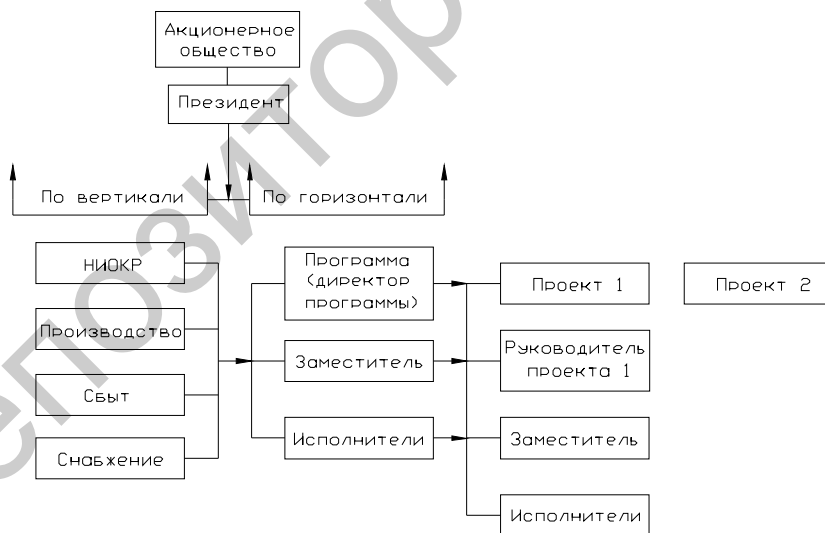 Акционерное
общество
Президент
По вертикали
По горизонтали
НИОКР
Производство
Сбыт
Снабжение
Программа
(директор
программы)
Заместитель
Исполнители
Проект 1
Проект 2
Руководитель
проекта 1
Заместитель
Исполнители
епозитор